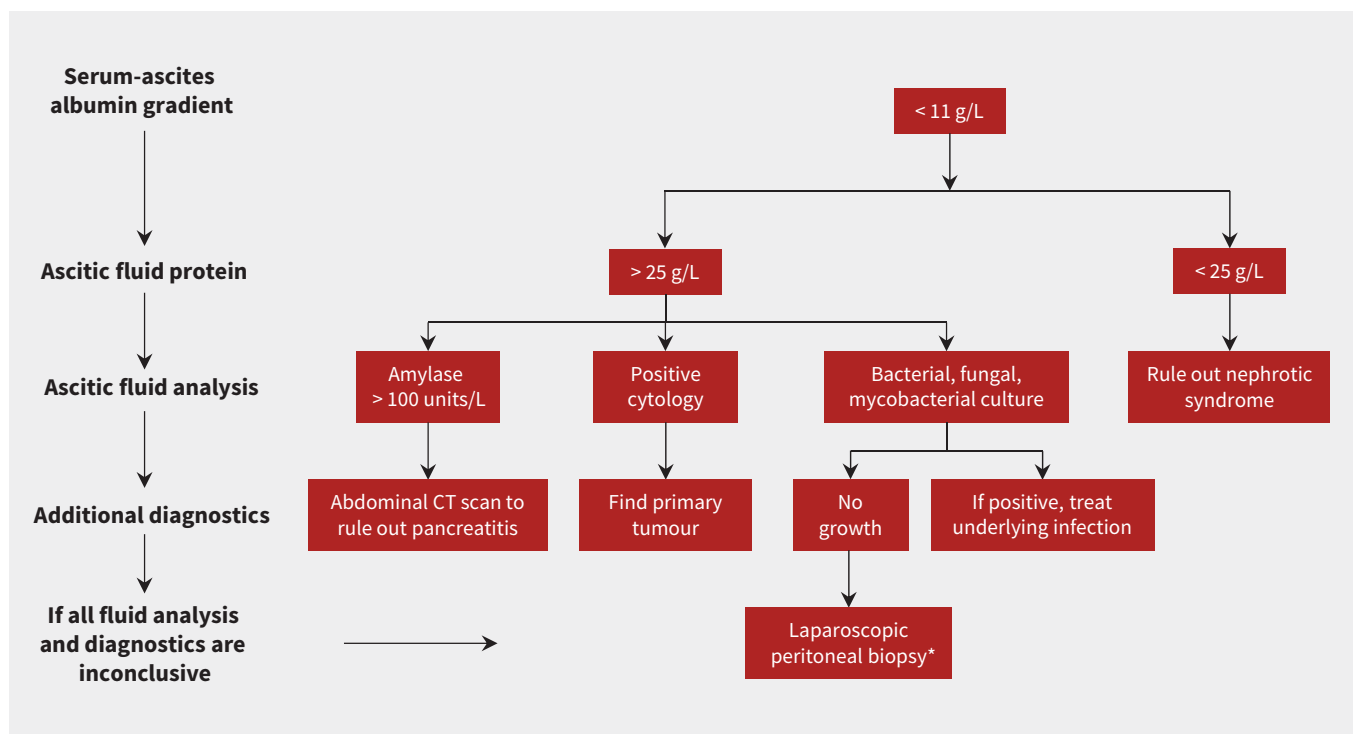 Serum-ascites
albumin gradient
< 11 g/L
Ascitic fluid protein
> 25 g/L
< 25 g/L
Ascitic fluid analysis
Amylase
> 100 units/L
Positive
cytology
Bacterial, fungal,
mycobacterial culture
Rule out nephrotic
syndrome
Additional diagnostics
Abdominal CT scan to
rule out pancreatitis
Find primary
tumour
No
growth
If positive, treat
underlying infection
If all fluid analysis
and diagnostics are
inconclusive
Laparoscopic
peritoneal biopsy*